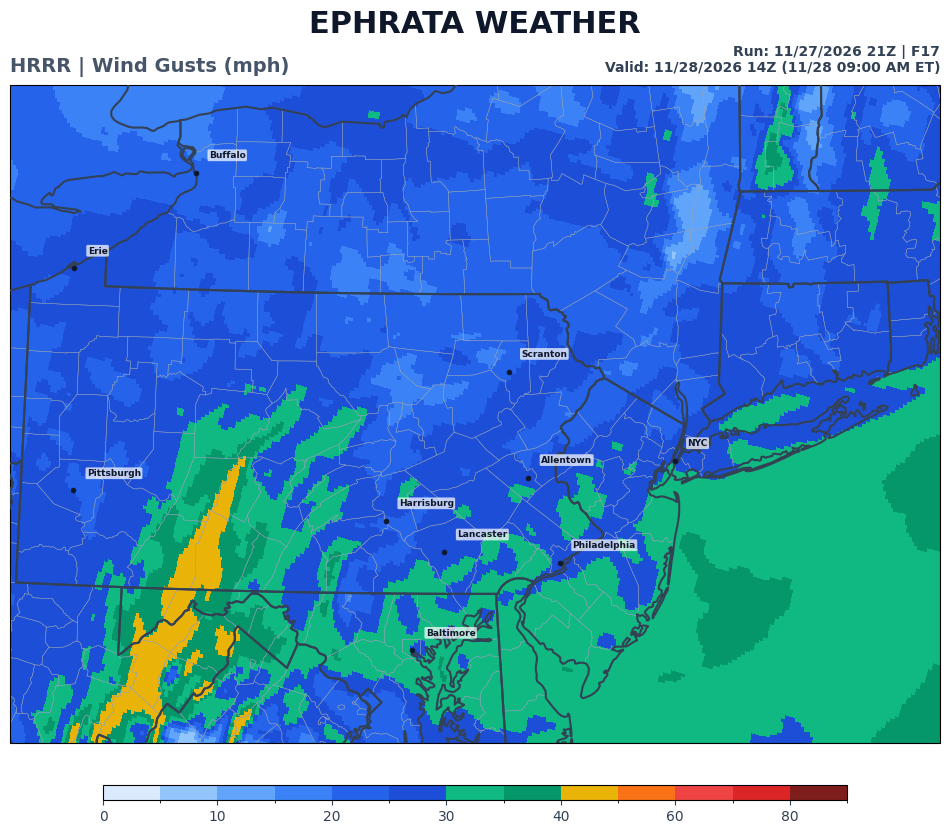 EPHRATA WEATHER
HRRR | Wind Gusts (mph)
Run: 11/27/2026 21Z | F17
Valid: 11/28/2026 14Z (11/28 09:00 AM ET)
Buffalo
Erie
Scranton
NYC
Allentown
Pittsburgh
Harrisburg
Lancaster
Philadelphia
Baltimore
0 10 20 30 40 50 60 70 80